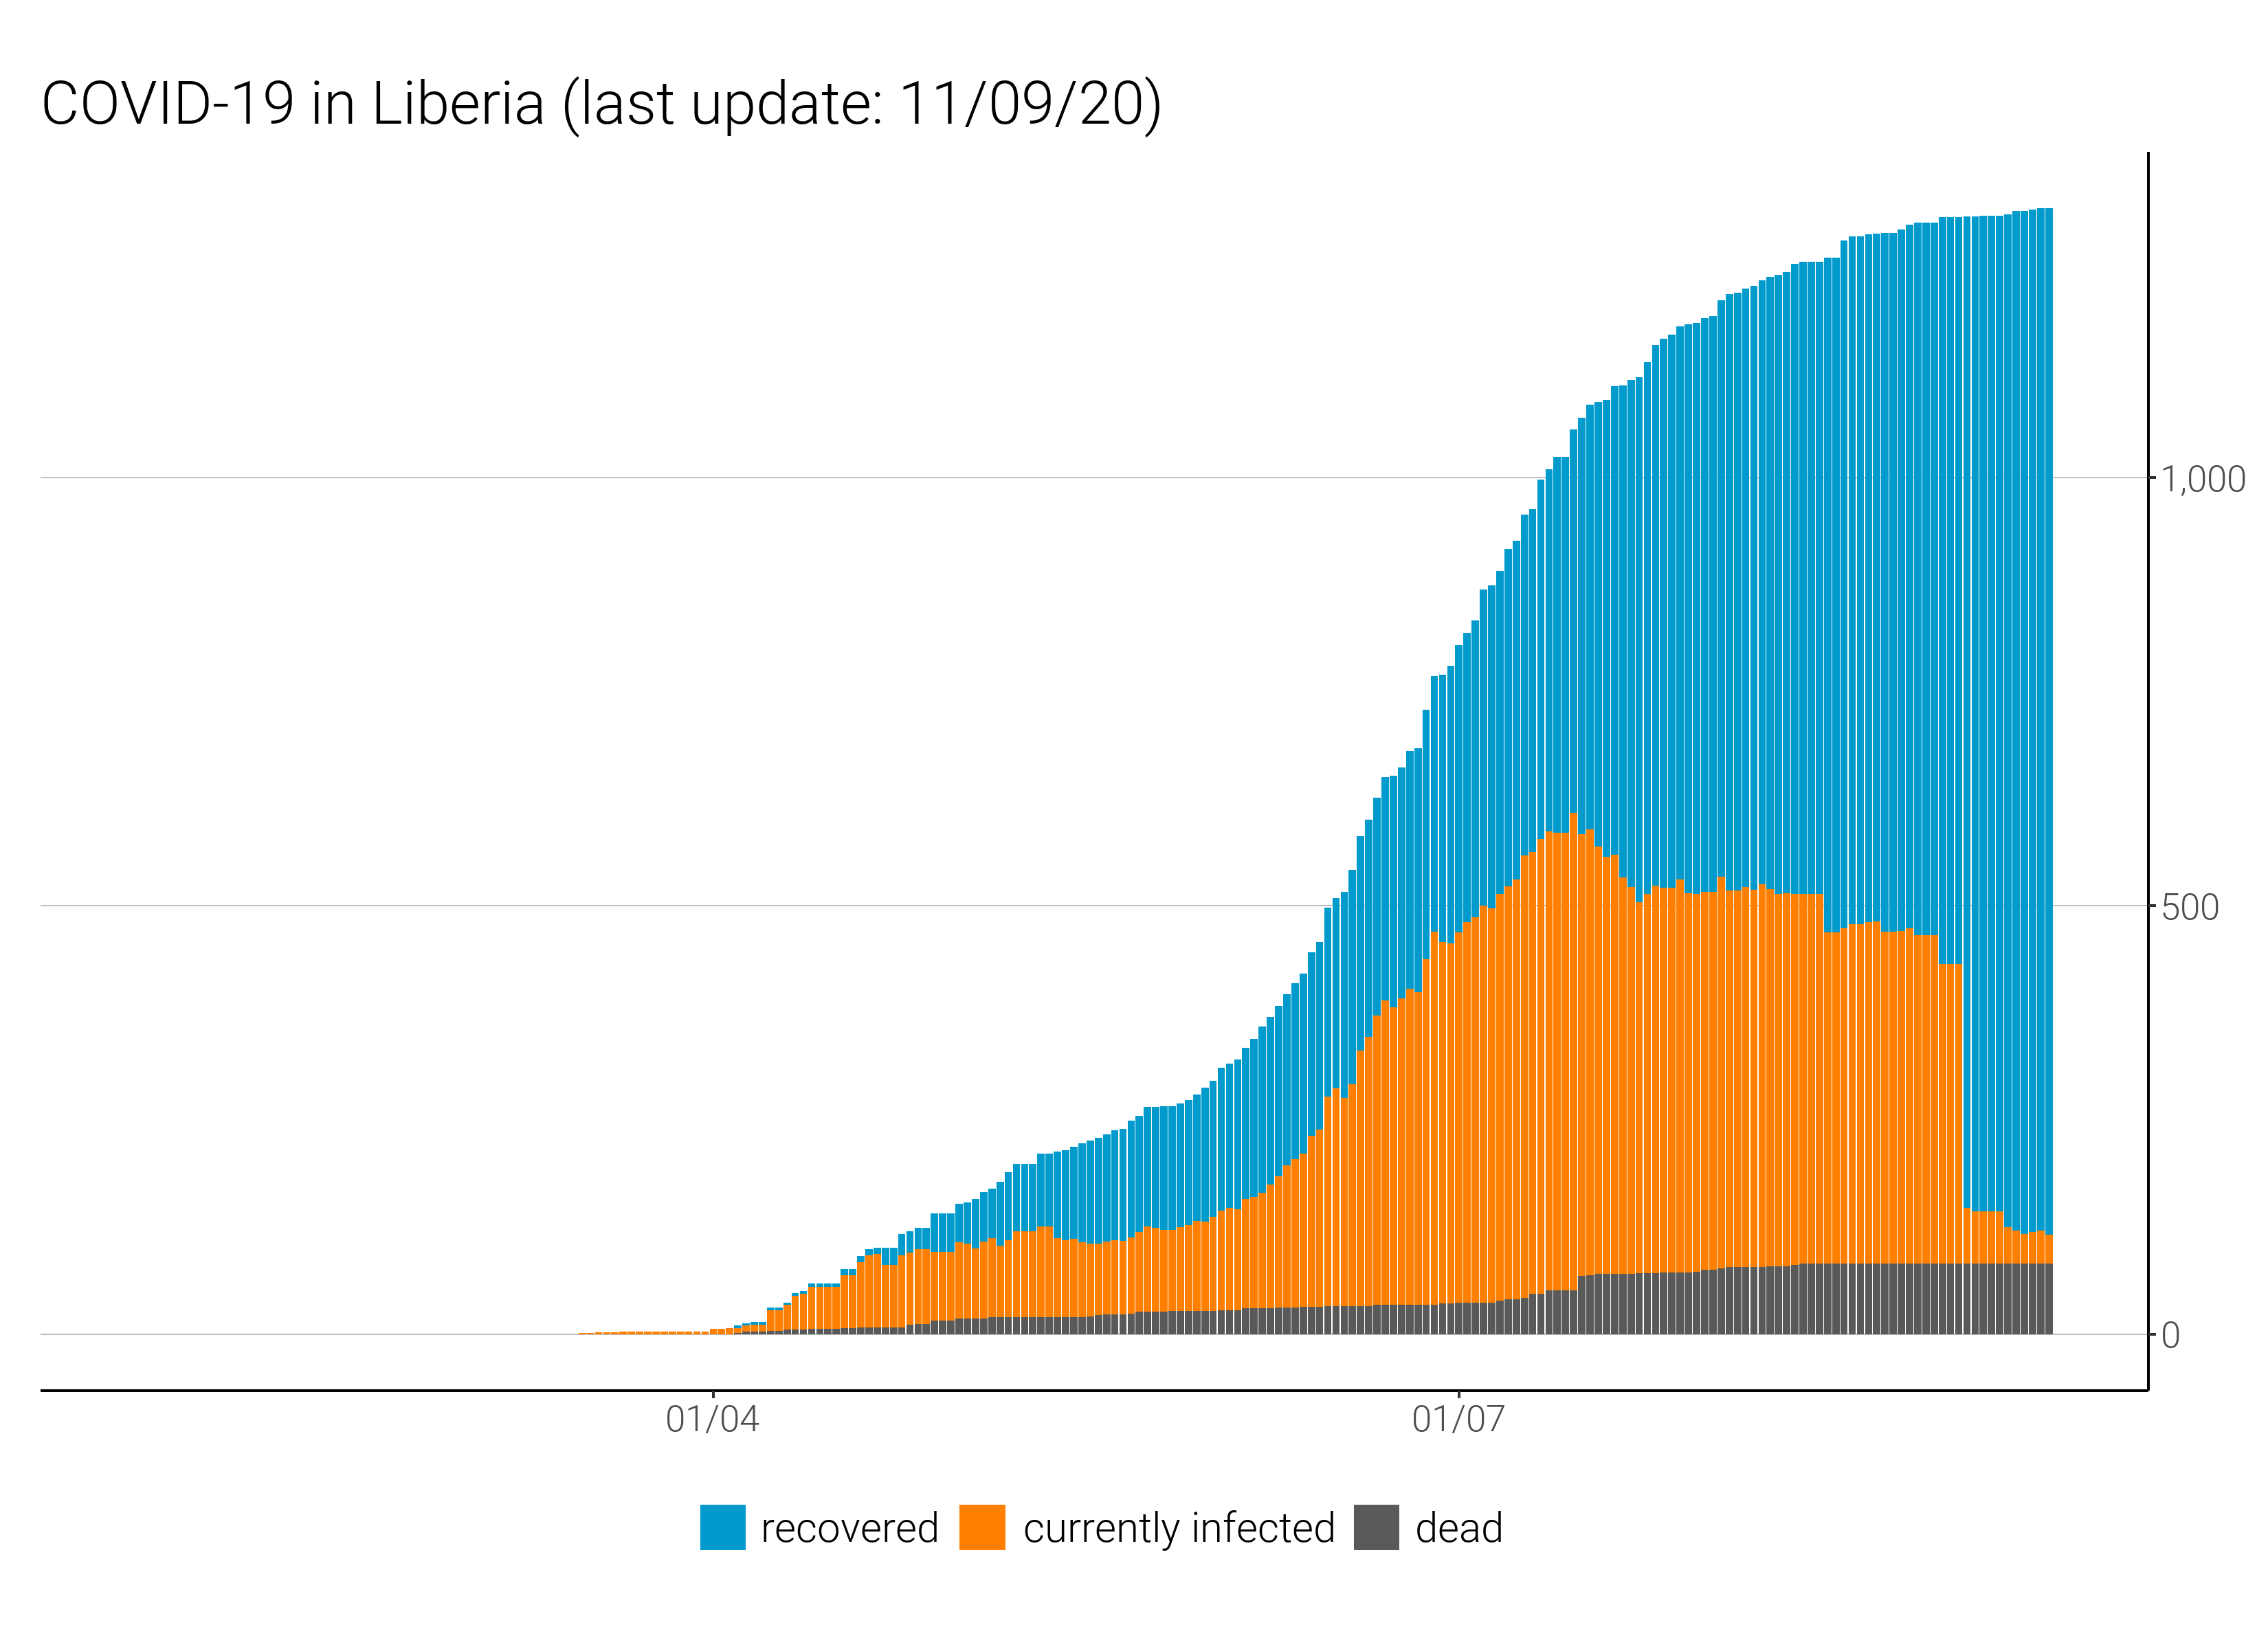 COVID-19 in Liberia (last update: 11/09/20)
1,000
500
0
01/04 01/07
recovered currently infected dead